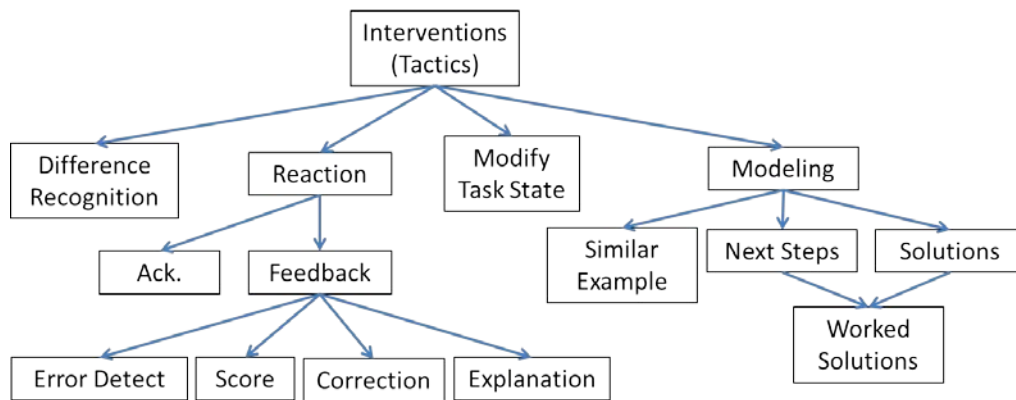 Interventions
(Tactics)
Difference
Recognition
Reaction
Modify
Task State
Modeling
Ack.
Feedback
Similar
Example
Next Steps
Solutions
Worked
Solutions
Error Detect
Score
Correction
Explanation